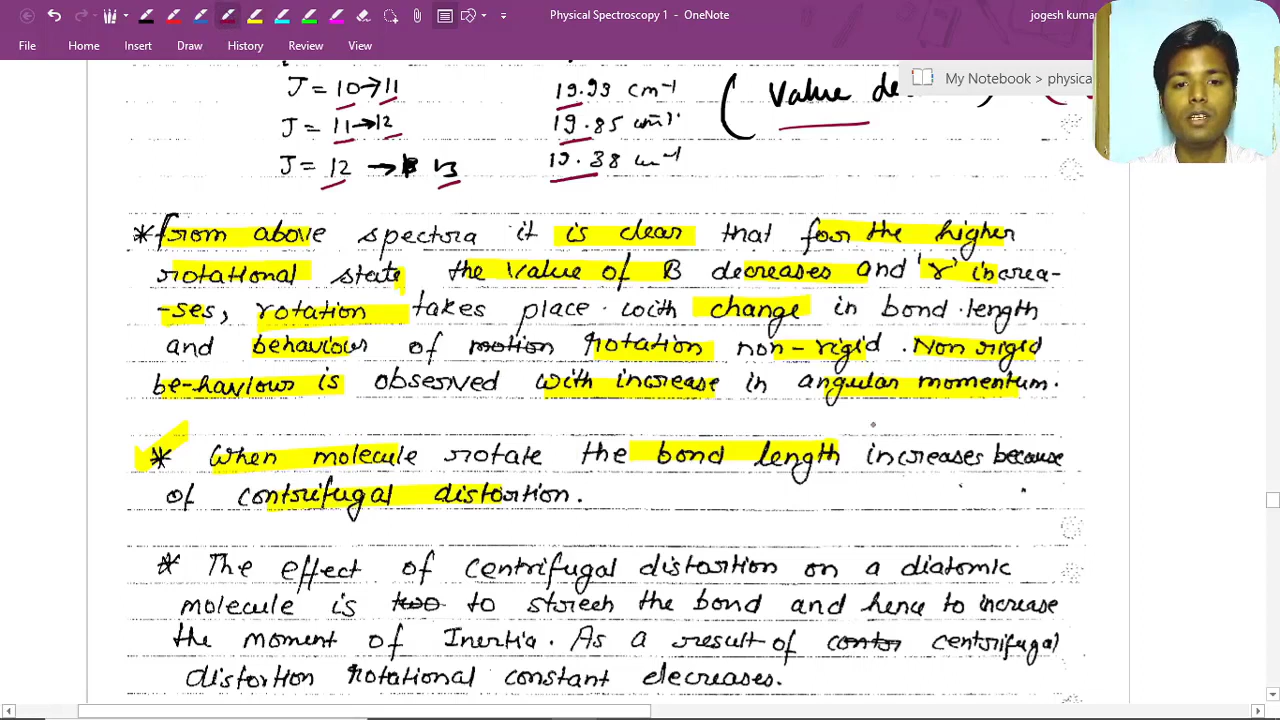 Physical Spectroscopy 1 - OneNote
jogesh kuma
File Home Insert Draw History Review View
My Notebook > physica
J = 10→11 19.93 cm-1 (Value de
J = 11→12 19.85 cm-1
J = 12 → 13 19.38 cm-1
*from above spectra it is clear that for the higher
rotational state the value of B decreases and 'r' increa-
-ses, rotation takes place with change in bond length
and behaviour of motion rotation non-rigid. Non rigid
be-haviour is observed with increase in angular momentum.
* When molecule rotate the bond length increases because
of centrifugal distortion.
* The effect of centrifugal distortion on a diatomic
molecule is two to strech the bond and hence to increase
the moment of Inertia. As a result of centrifugal
distortion rotational constant decreases.